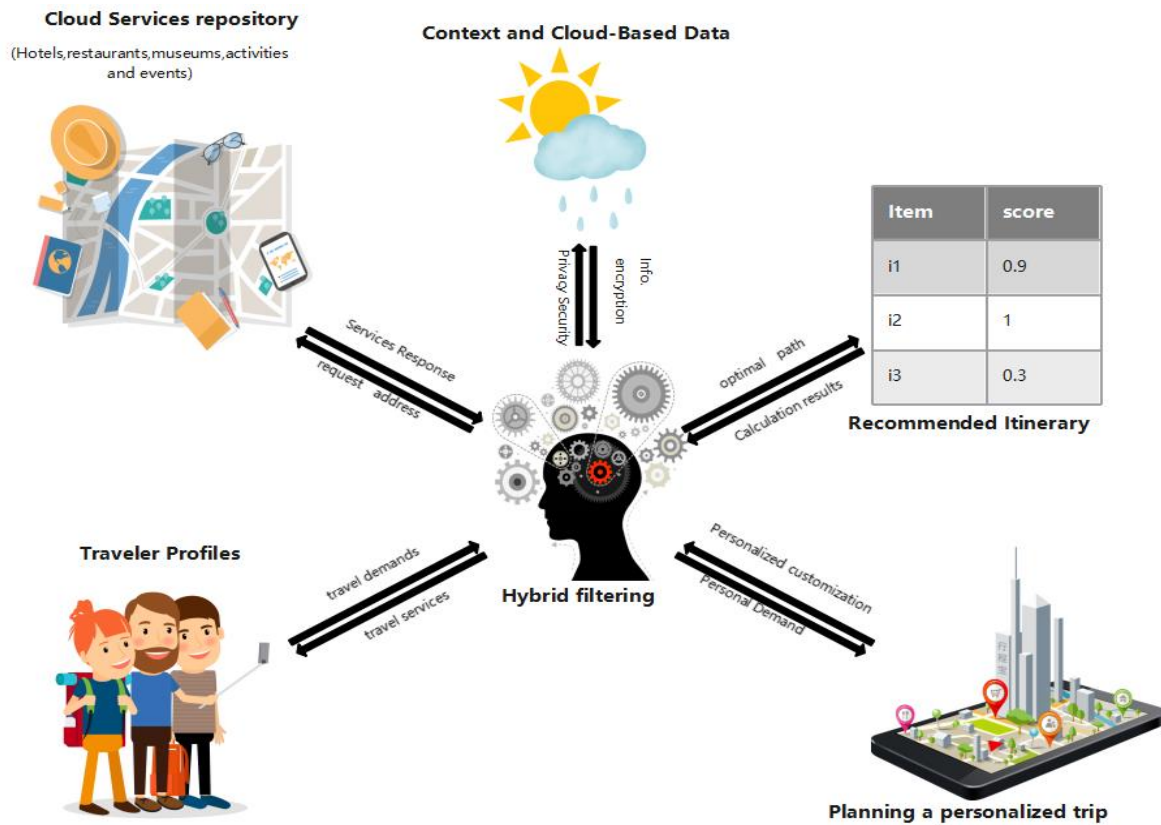 Cloud Services repository
(Hotels,restaurants,museums,activities
and events)
Context and Cloud-Based Data
Privacy Security
Info.
encryption
Item score
i1 0.9
i2 1
i3 0.3
Recommended Itinerary
Services Response
request address
optimal path
Calculation results
Hybrid filtering
Traveler Profiles
travel demands
travel services
Personalized customization
Personal Demand
Planning a personalized trip